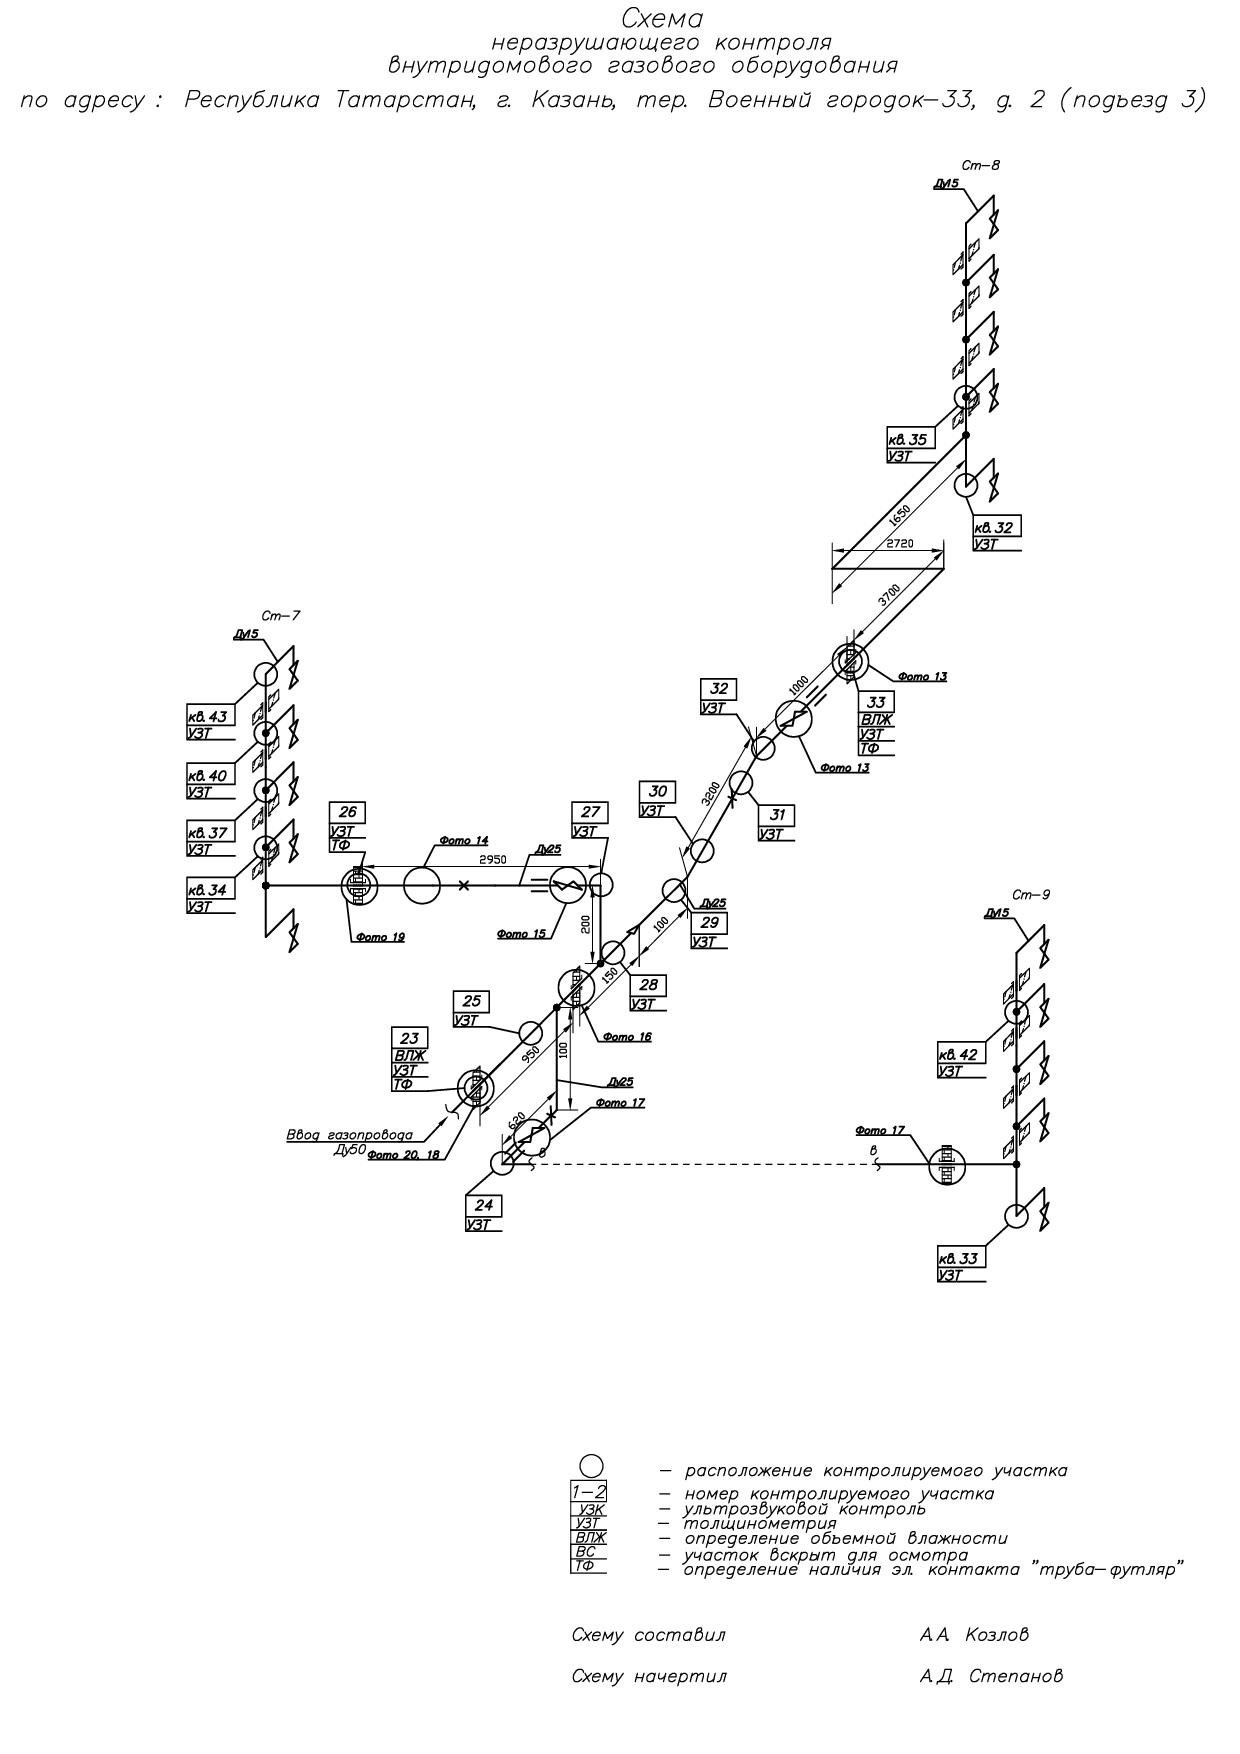 Схема
неразрушающего контроля
внутридомового газового оборудования
по адресу : Республика Татарстан, г. Казань, тер. Военный городок-33, д. 2 (подъезд 3)
Ст-8
Ду15
кв. 35
УЗТ
1650
кв. 32
УЗТ
2720
3700
Ст-7
Ду15
кв. 43
УЗТ
кв. 40
УЗТ
кв. 37
УЗТ
кв. 34
УЗТ
32
УЗТ
1000
Фото 13
33
ВЛЖ
УЗТ
ТФ
Фото 13
30
УЗТ
3200
31
УЗТ
26
УЗТ
ТФ
Фото 14
27
УЗТ
2950
Ду25
Фото 19
Фото 15
200
Ду25
29
УЗТ
100
150
28
УЗТ
25
УЗТ
Фото 16
23
ВЛЖ
УЗТ
ТФ
950
100
Ду25
Фото 17
620
Ввод газопровода
Ду50
Фото 20, 18
в
24
УЗТ
Ст-9
Ду15
кв. 42
УЗТ
Фото 17
в
кв. 33
УЗТ
– расположение контролируемого участка
1-2 – номер контролируемого участка
УЗК – ультрозвуковой контроль
УЗТ – толщинометрия
ВЛЖ – определение объемной влажности
ВС – участок вскрыт для осмотра
ТФ – определение наличия эл. контакта "труба-футляр"
Схему составил А.А. Козлов
Схему начертил А.Д. Степанов